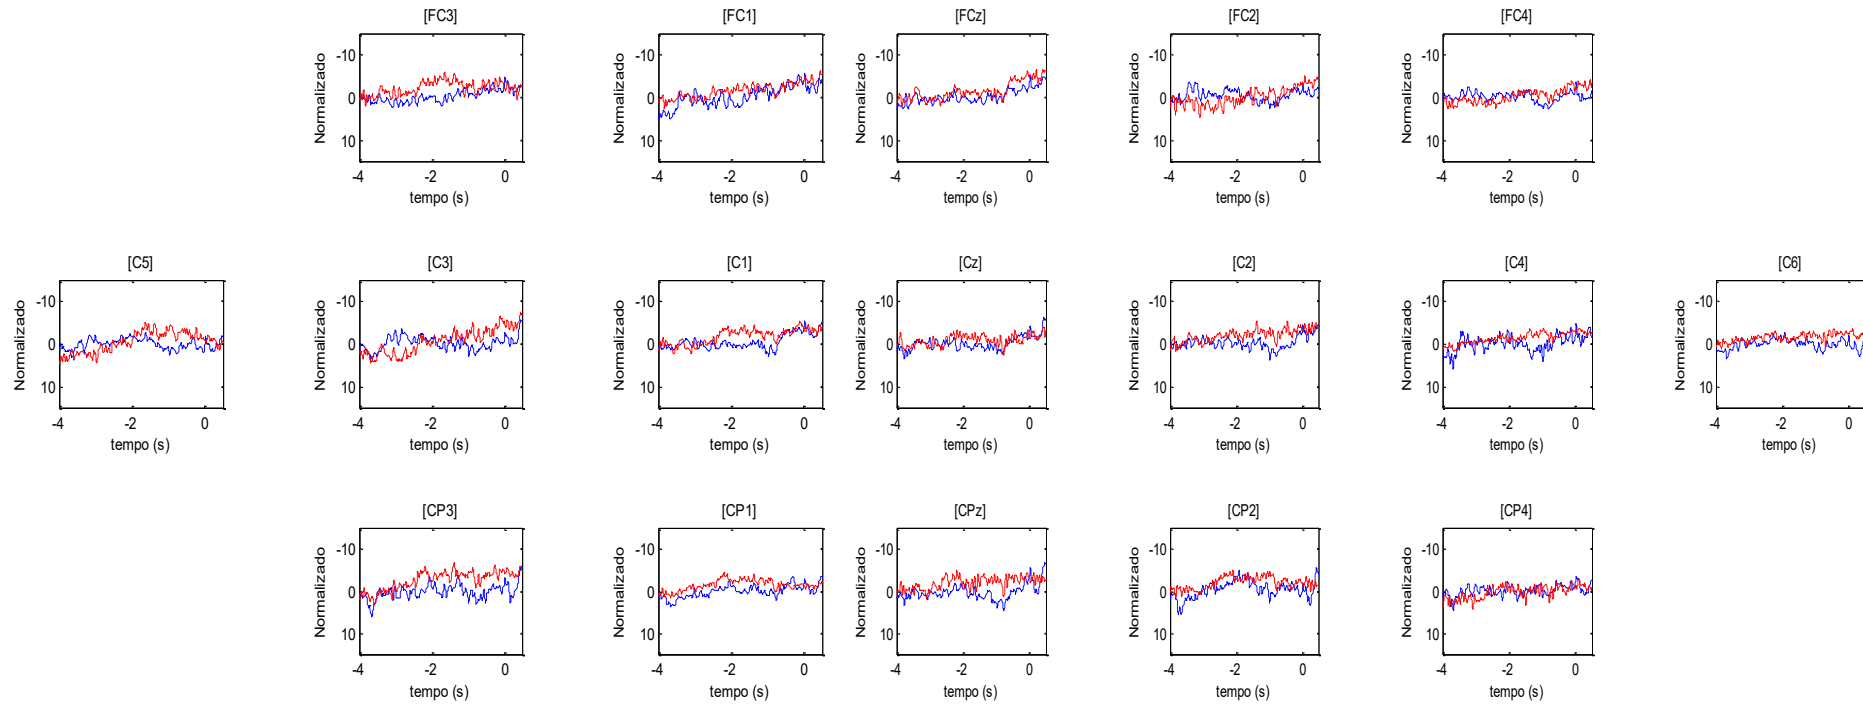 [FC3] [FC1] [FCz] [FC2] [FC4]
Normalizado Normalizado Normalizado Normalizado Normalizado
-10 -10 -10 -10 -10
0 0 0 0 0
10 10 10 10 10
-4 -2 0 -4 -2 0 -4 -2 0 -4 -2 0 -4 -2 0
tempo (s) tempo (s) tempo (s) tempo (s) tempo (s)
[C5] [C3] [C1] [Cz] [C2] [C4] [C6]
Normalizado Normalizado Normalizado Normalizado Normalizado Normalizado Normalizado
-10 -10 -10 -10 -10 -10 -10
0 0 0 0 0 0 0
10 10 10 10 10 10 10
-4 -2 0 -4 -2 0 -4 -2 0 -4 -2 0 -4 -2 0 -4 -2 0 -4 -2 0
tempo (s) tempo (s) tempo (s) tempo (s) tempo (s) tempo (s) tempo (s)
[CP3] [CP1] [CPz] [CP2] [CP4]
Normalizado Normalizado Normalizado Normalizado Normalizado
-10 -10 -10 -10 -10
0 0 0 0 0
10 10 10 10 10
-4 -2 0 -4 -2 0 -4 -2 0 -4 -2 0 -4 -2 0
tempo (s) tempo (s) tempo (s) tempo (s) tempo (s)